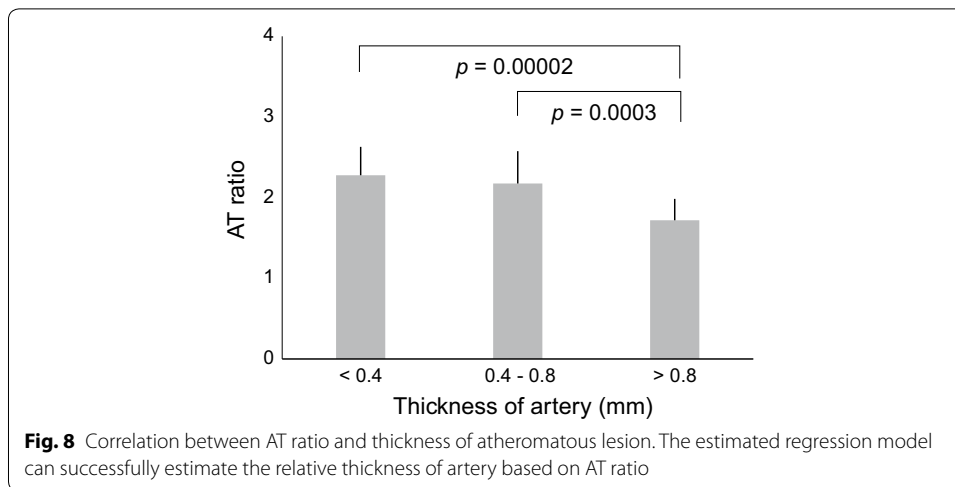 4
p = 0.00002
3
p = 0.0003
2
1
0
AT ratio
< 0.4
0.4 - 0.8
> 0.8
Thickness of artery (mm)
Fig. 8 Correlation between AT ratio and thickness of atheromatous lesion. The estimated regression model
can successfully estimate the relative thickness of artery based on AT ratio